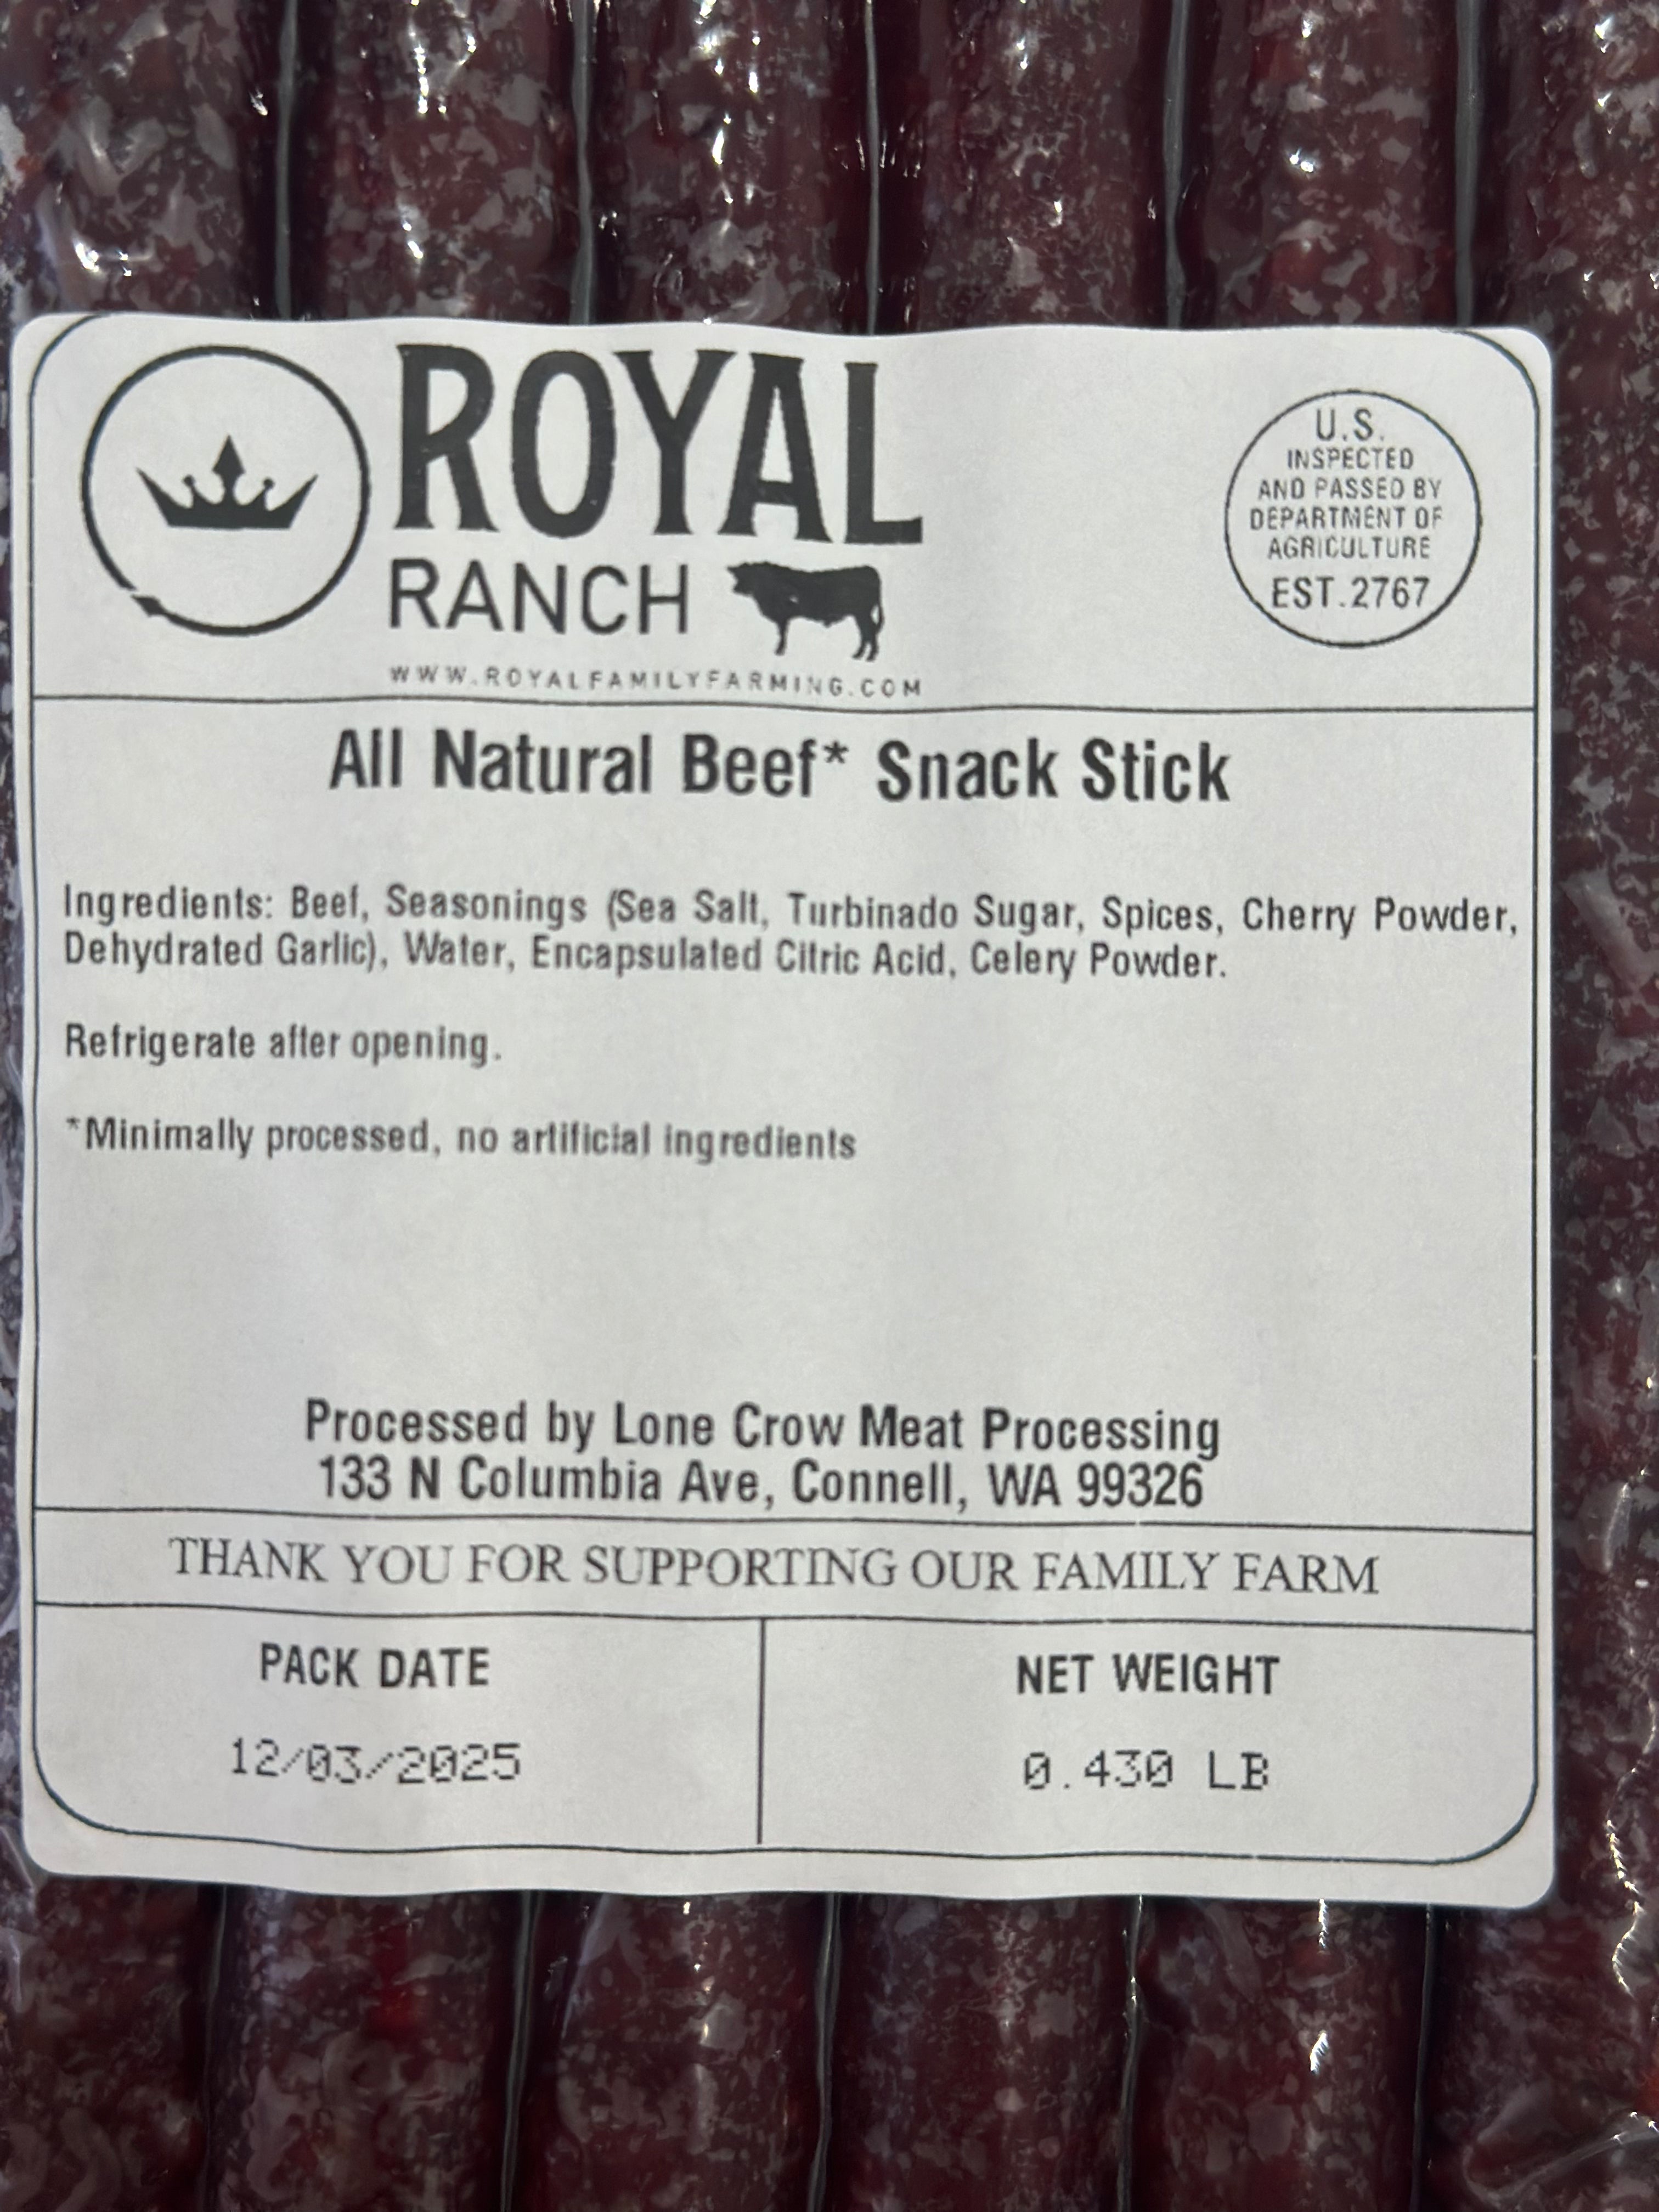 ROYAL
RANCH
WWW.ROYALFAMILYFARMING.COM
U.S.
INSPECTED
AND PASSED BY
DEPARTMENT OF
AGRICULTURE
EST.2767
All Natural Beef* Snack Stick
Ingredients: Beef, Seasonings (Sea Salt, Turbinado Sugar, Spices, Cherry Powder,
Dehydrated Garlic), Water, Encapsulated Citric Acid, Celery Powder.
Refrigerate after opening.
*Minimally processed, no artificial ingredients
Processed by Lone Crow Meat Processing
133 N Columbia Ave, Connell, WA 99326
THANK YOU FOR SUPPORTING OUR FAMILY FARM
PACK DATE
12/03/2025
NET WEIGHT
0.430 LB